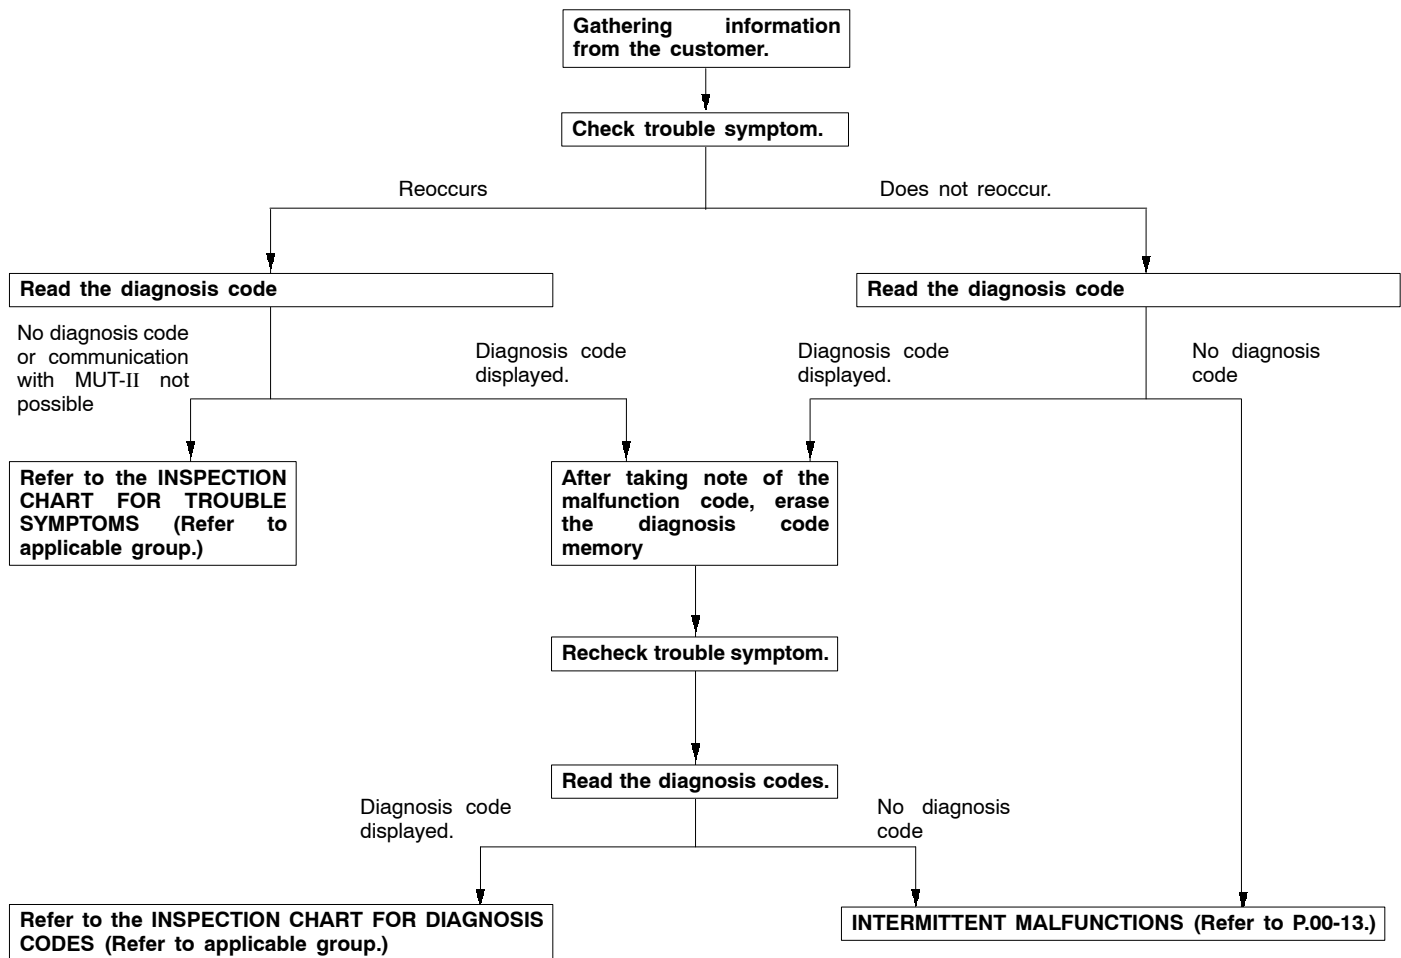 Gathering information
from the customer.
Check trouble symptom.
Reoccurs
Does not reoccur.
Read the diagnosis code
Read the diagnosis code
No diagnosis code
or communication
with MUT-II not
possible
Diagnosis code
displayed.
Diagnosis code
displayed.
No diagnosis
code
Refer to the INSPECTION
CHART FOR TROUBLE
SYMPTOMS (Refer to
applicable group.)
After taking note of the
malfunction code, erase
the diagnosis code
memory
Recheck trouble symptom.
Read the diagnosis codes.
Diagnosis code
displayed.
No diagnosis
code
Refer to the INSPECTION CHART FOR DIAGNOSIS
CODES (Refer to applicable group.)
INTERMITTENT MALFUNCTIONS (Refer to P.00-13.)